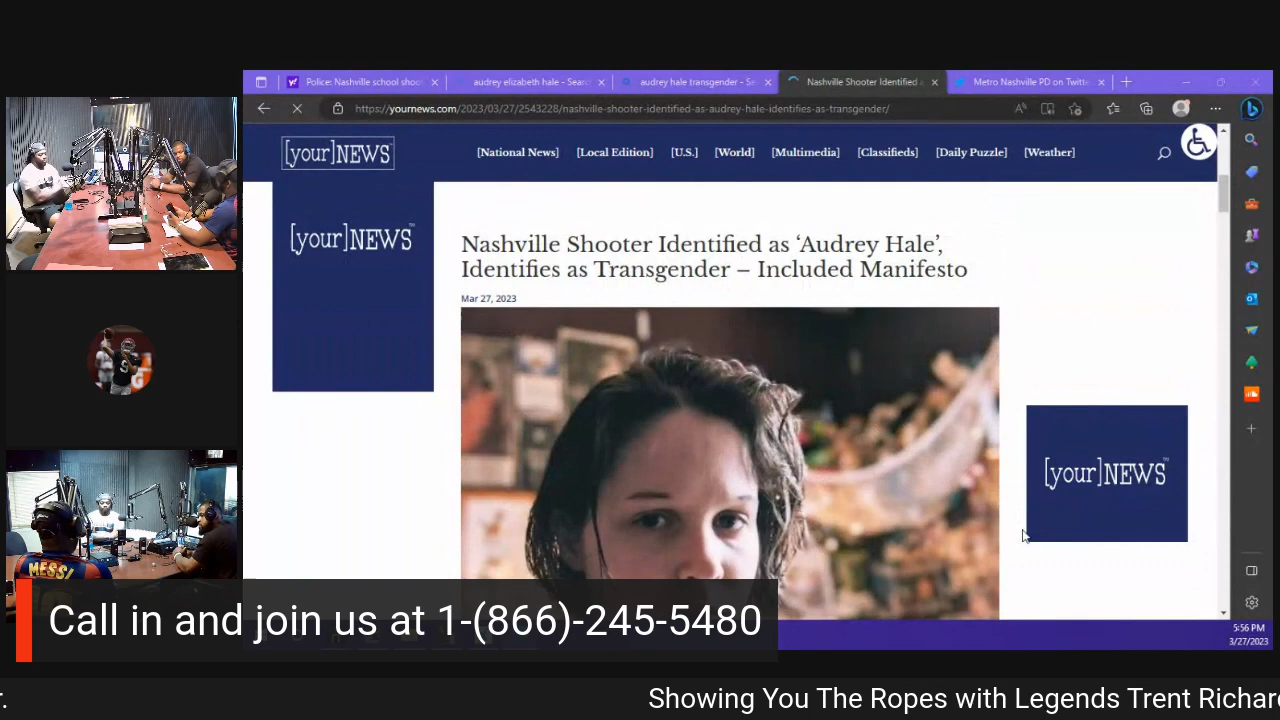 Police: Nashville school shoot
audrey elizabeth hale - Sear
audrey hale transgender - Se
Nashville Shooter Identified a
Metro Nashville PD on Twitte
https://yournews.com/2023/03/27/2543228/nashville-shooter-identified-as-audrey-hale-identifies-as-transgender/
[your]NEWS
[National News] [Local Edition] [U.S.] [World] [Multimedia] [Classifieds] [Daily Puzzle] [Weather]
[your]NEWS
Nashville Shooter Identified as ‘Audrey Hale’,
Identifies as Transgender – Included Manifesto
Mar 27, 2023
[your]NEWS
MESSI
Call in and join us at 1-(866)-245-5480
5:56 PM
3/27/2023
r.
Showing You The Ropes with Legends Trent Richard